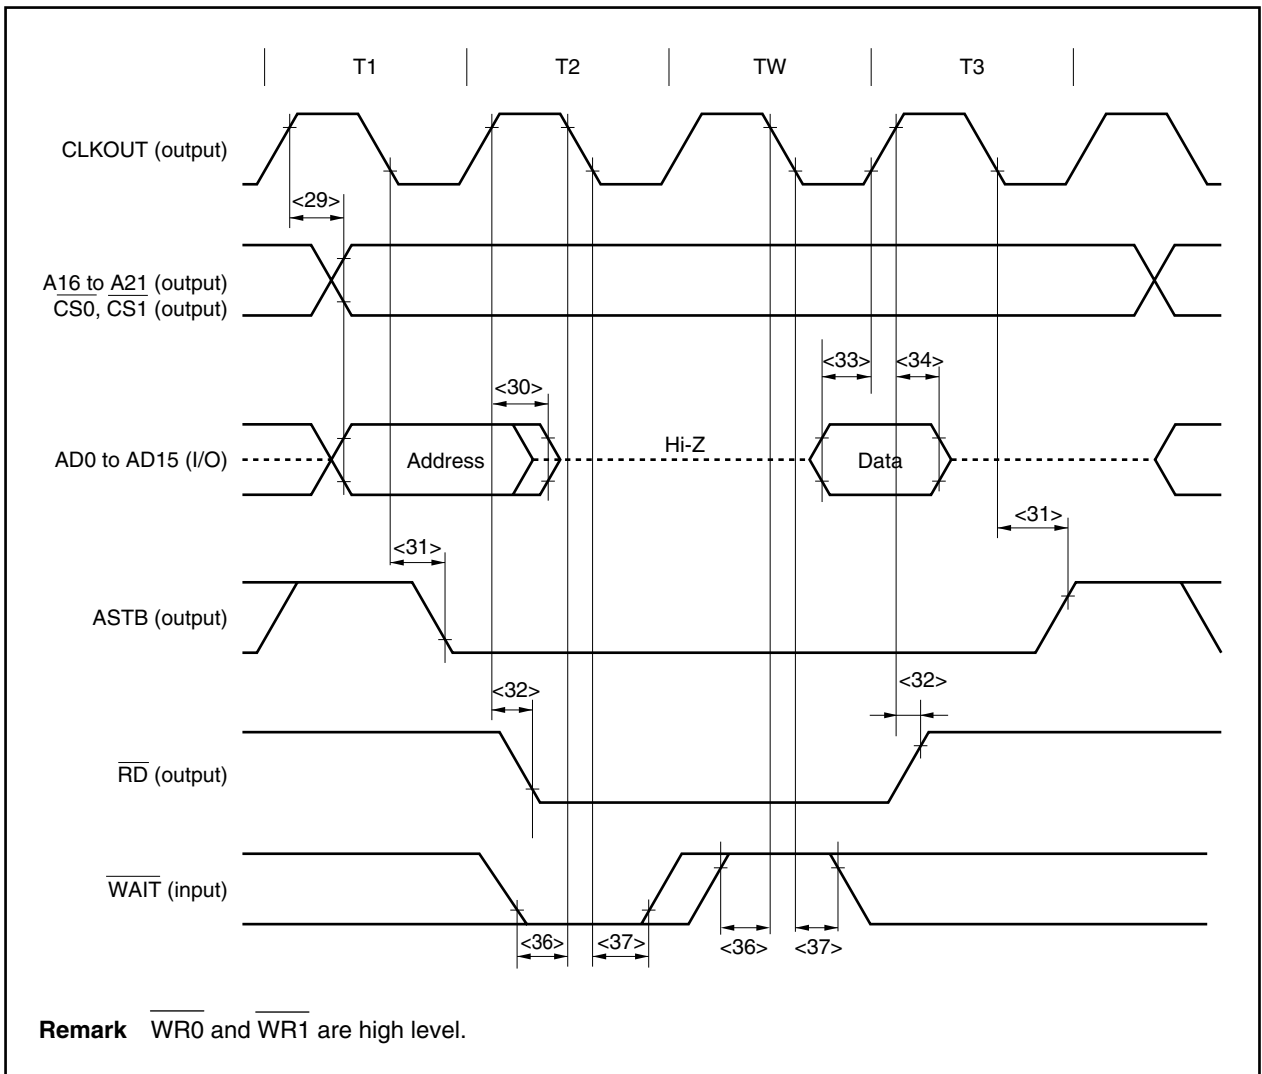 T1 T2 TW T3
CLKOUT (output)
<29>
A16 to A21 (output)
CS0, CS1 (output)
<33> <34>
<30>
Hi-Z
AD0 to AD15 (I/O) Address Data
<31>
<31>
ASTB (output)
<32>
<32>
RD (output)
WAIT (input)
<36> <37> <36> <37>
Remark WR0 and WR1 are high level.